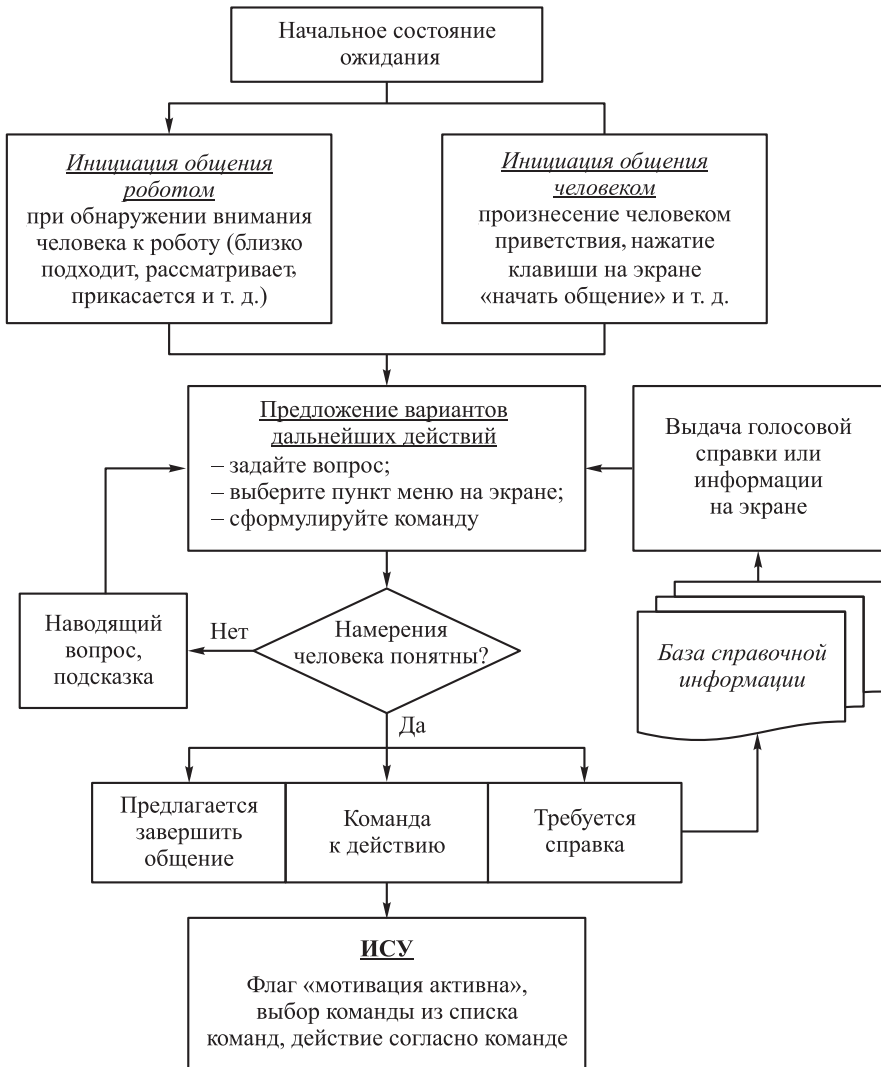 Начальное состояние
ожидания
Инициация общения
роботом
при обнаружении внимания
человека к роботу (близко
подходит, рассматривает,
прикасается и т. д.)
Инициация общения
человеком
произнесение человеком
приветствия, нажатие
клавиши на экране
«начать общение» и т. д.
Предложение вариантов
дальнейших действий
– задайте вопрос;
– выберите пункт меню на экране;
– сформулируйте команду
Выдача голосовой
справки или
информации
на экране
Наводящий
вопрос,
подсказка
Нет
Намерения
человека понятны?
База справочной
информации
Да
Предлагается
завершить
общение
Команда
к действию
Требуется
справка
ИСУ
Флаг «мотивация активна»,
выбор команды из списка
команд, действие согласно команде